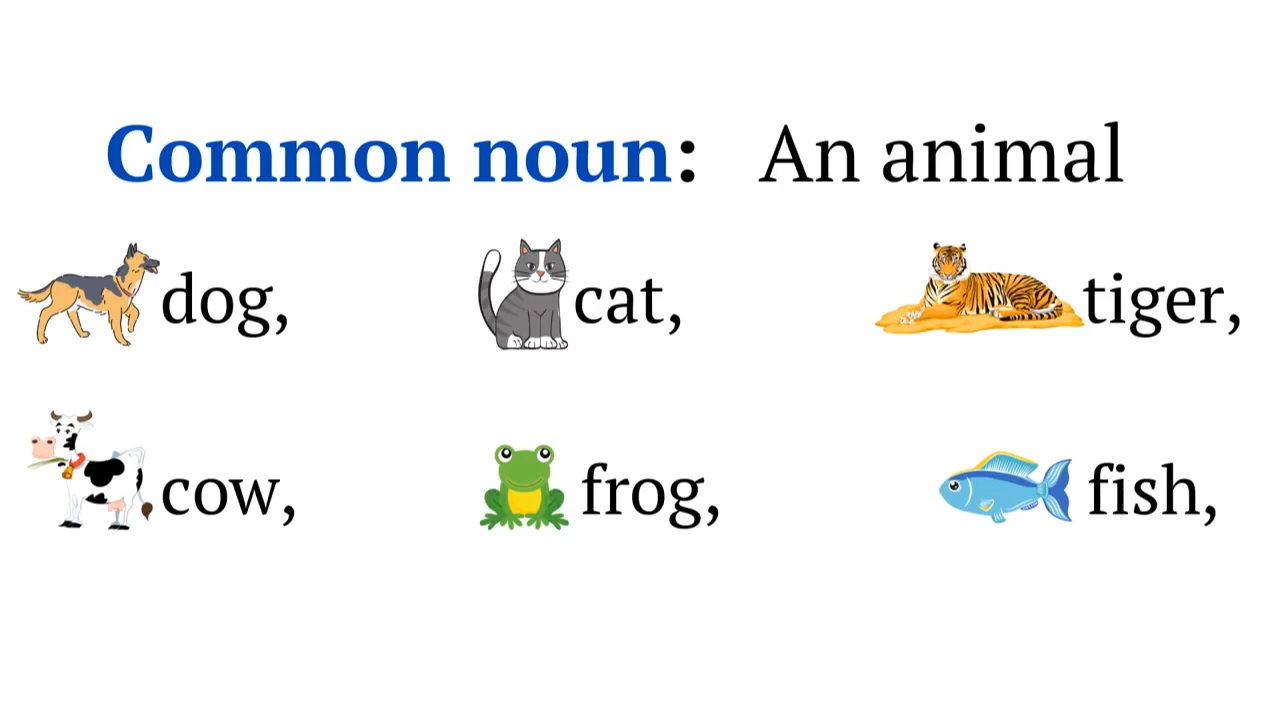 Common noun: An animal
dog, cat, tiger,
cow, frog, fish,